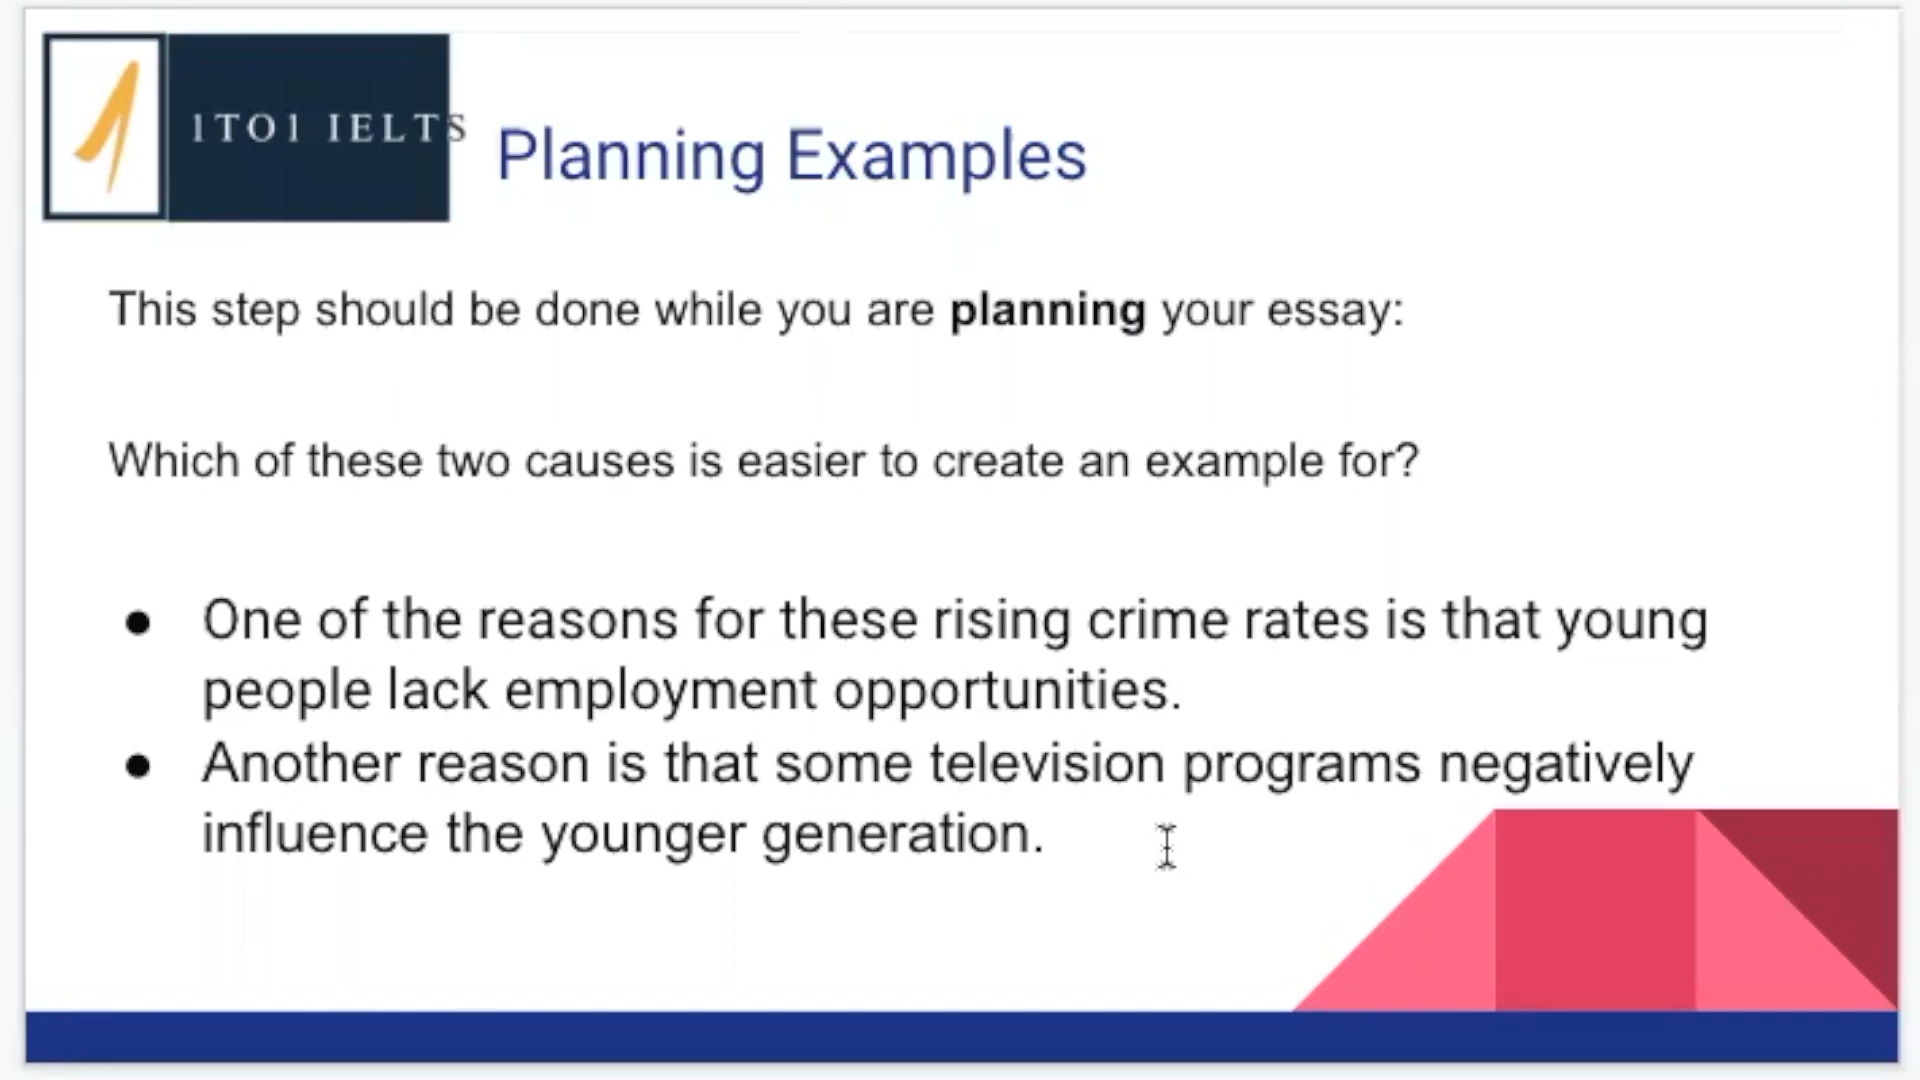 1TO1 IELTS
Planning Examples
This step should be done while you are planning your essay:
Which of these two causes is easier to create an example for?
● One of the reasons for these rising crime rates is that young
people lack employment opportunities.
● Another reason is that some television programs negatively
influence the younger generation.